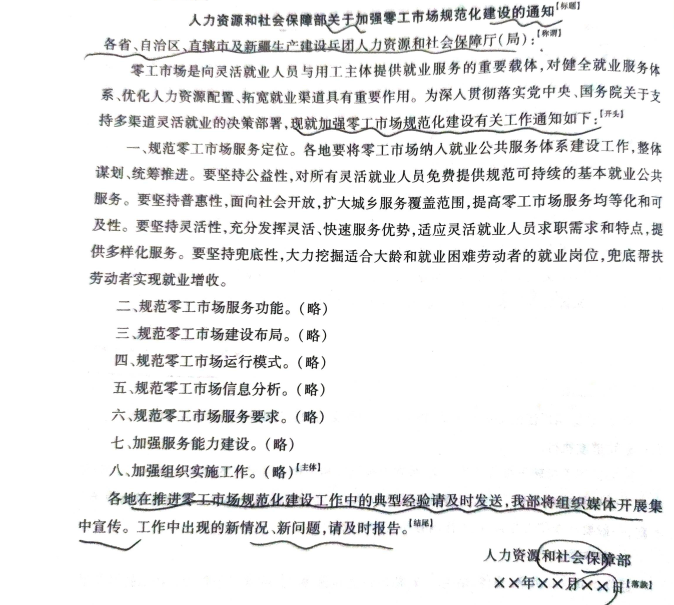 人力资源和社会保障部关于加强零工市场规范化建设的通知【标题】
各省、自治区、直辖市及新疆生产建设兵团人力资源和社会保障厅(局):【称谓】
零工市场是向灵活就业人员与用工主体提供就业服务的重要载体,对健全就业服务体
系、优化人力资源配置、拓宽就业渠道具有重要作用。为深入贯彻落实党中央、国务院关于支
持多渠道灵活就业的决策部署,现就加强零工市场规范化建设有关工作通知如下:【开头】
一、规范零工市场服务定位。各地要将零工市场纳入就业公共服务体系建设工作,整体
谋划、统筹推进。要坚持公益性,对所有灵活就业人员免费提供规范可持续的基本就业公共
服务。要坚持普惠性,面向社会开放,扩大城乡服务覆盖范围,提高零工市场服务均等化和可
及性。要坚持灵活性,充分发挥灵活、快速服务优势,适应灵活就业人员求职需求和特点,提
供多样化服务。要坚持兜底性,大力挖掘适合大龄和就业困难劳动者的就业岗位,兜底帮扶
劳动者实现就业增收。
二、规范零工市场服务功能。(略)
三、规范零工市场建设布局。(略)
四、规范零工市场运行模式。(略)
五、规范零工市场信息分析。(略)
六、规范零工市场服务要求。(略)
七、加强服务能力建设。(略)
八、加强组织实施工作。(略)【主体】
各地在推进零工市场规范化建设工作中的典型经验请及时发送,我部将组织媒体开展集
中宣传。工作中出现的新情况、新问题,请及时报告。【结尾】
人力资源和社会保障部
××年××月××日【落款】